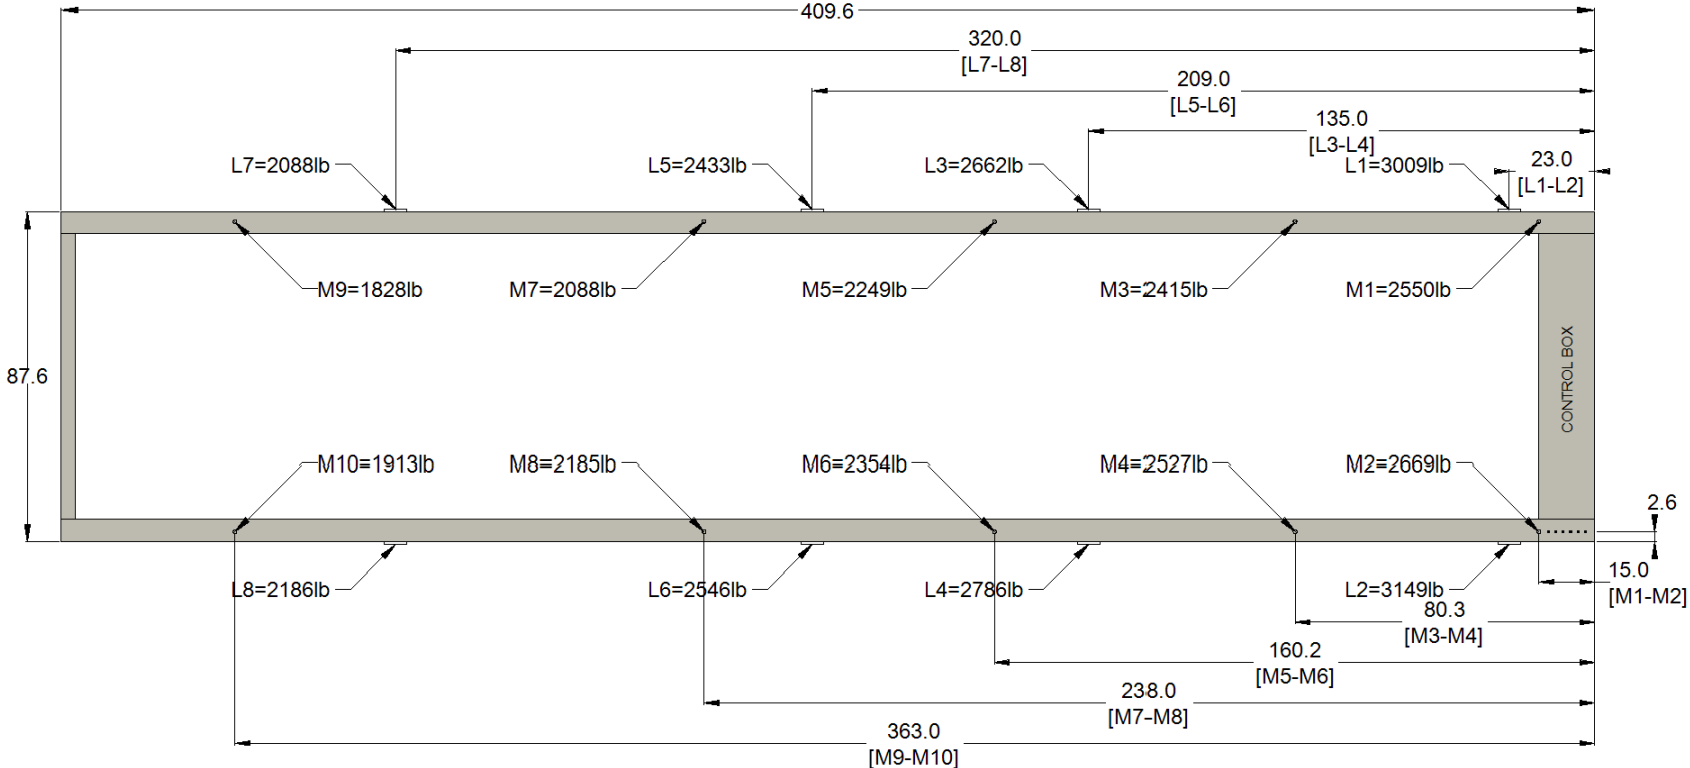 409.6
320.0
[L7-L8]
209.0
[L5-L6]
135.0
[L3-L4]
L7=2088lb
L5=2433lb
L3=2662lb
L1=3009lb
23.0
[L1-L2]
M9=1828lb
M7=2088lb
M5=2249lb
M3=2415lb
M1=2550lb
87.6
CONTROL BOX
M10=1913lb
M8=2185lb
M6=2354lb
M4=2527lb
M2=2669lb
2.6
L8=2186lb
L6=2546lb
L4=2786lb
L2=3149lb
15.0
[M1-M2]
80.3
[M3-M4]
160.2
[M5-M6]
238.0
[M7-M8]
363.0
[M9-M10]